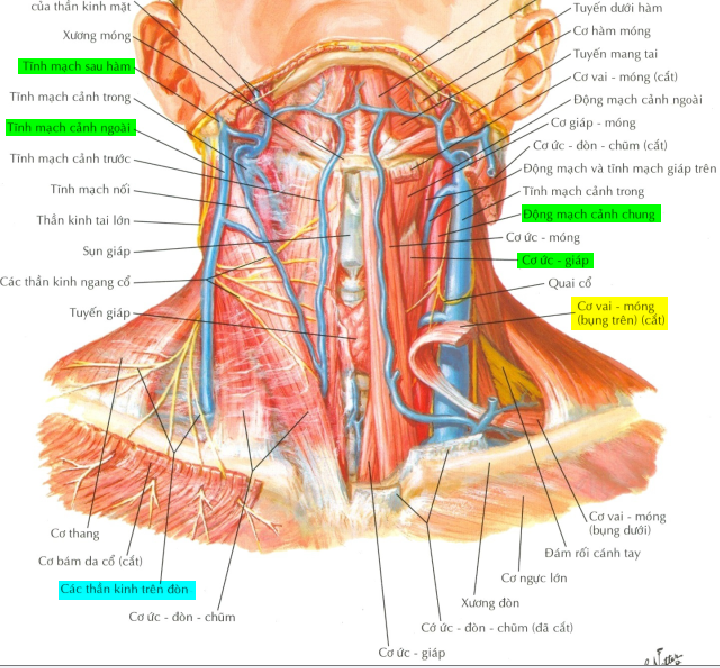 của thần kinh mặt
Xương móng
Tĩnh mạch sau hàm
Tĩnh mạch cảnh trong
Tĩnh mạch cảnh ngoài
Tĩnh mạch cảnh trước
Tĩnh mạch nối
Thần kinh tai lớn
Sụn giáp
Các thần kinh ngang cổ
Tuyến giáp
Cơ thang
Cơ bám da cổ (cắt)
Các thần kinh trên đòn
Cơ ức - đòn - chũm
Tuyến dưới hàm
Cơ hàm móng
Tuyến mang tai
Cơ vai - móng (cắt)
Động mạch cảnh ngoài
Cơ giáp - móng
Cơ ức - đòn - chũm (cắt)
Động mạch và tĩnh mạch giáp trên
Tĩnh mạch cảnh trong
Động mạch cảnh chung
Cơ ức - móng
Cơ ức - giáp
Quai cổ
Cơ vai - móng
(bụng trên) (cắt)
Cơ vai - móng
(bụng dưới)
Đám rối cánh tay
Cơ ngực lớn
Xương đòn
Cở ức - đòn - chũm (đã cắt)
Cơ ức - giáp